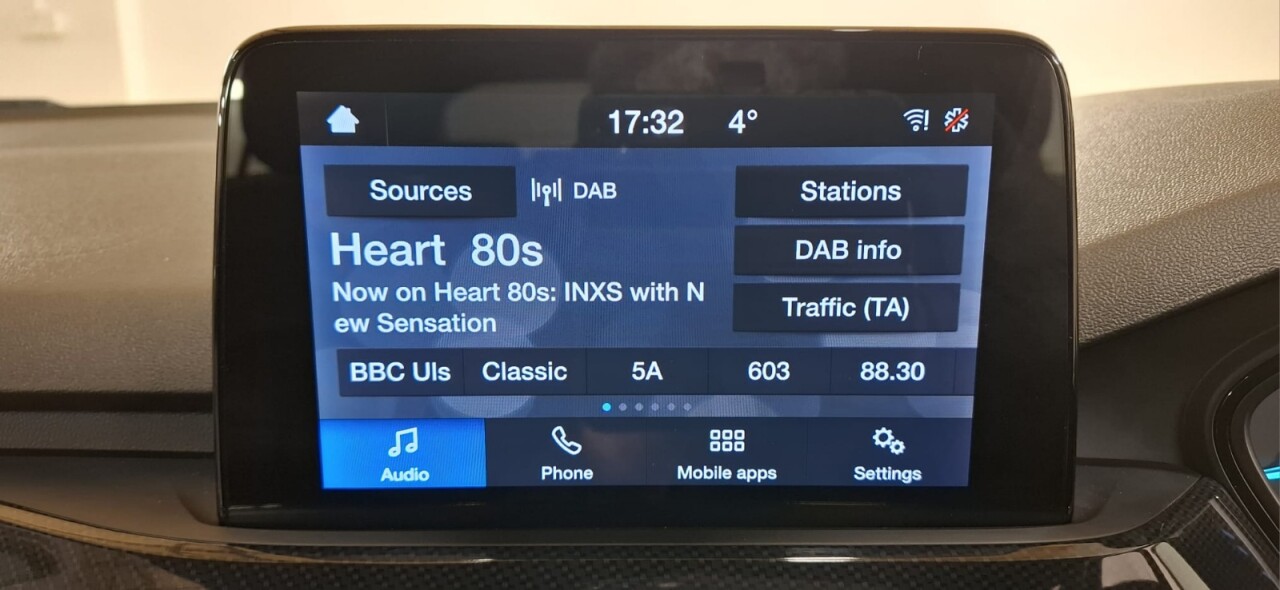 17:32 4°
Sources DAB Stations
Heart 80s
DAB info
Now on Heart 80s: INXS with N
ew Sensation
Traffic (TA)
BBC Uls Classic 5A 603 88.30
Audio Phone Mobile apps Settings